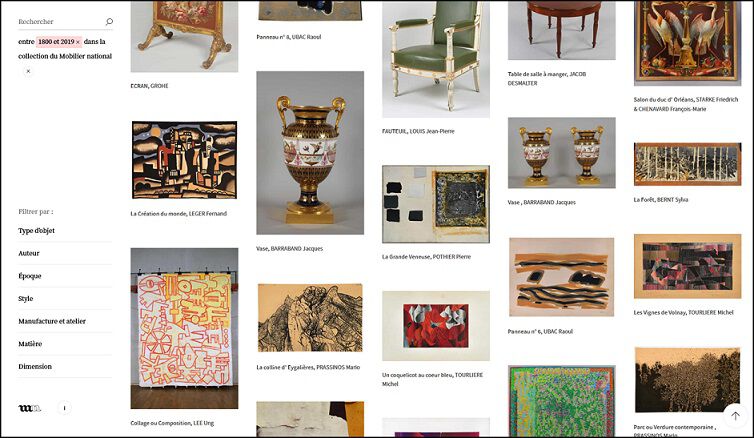 Rechercher
entre 1800 et 2019 × dans la
collection du Mobilier national
×
Filtrer par :
Type d'objet
Auteur
Époque
Style
Manufacture et atelier
Matière
Dimension
i
ECRAN, GROHE
La Création du monde, LEGER Fernand
Collage ou Composition, LEE Ung
Panneau n° 8, UBAC Raoul
Vase, BARRABAND Jacques
La colline d' Eygalières, PRASSINOS Mario
FAUTEUIL, LOUIS Jean-Pierre
La Grande Veneuse, POTHIER Pierre
Un coquelicot au coeur bleu, TOURLIERE
Michel
Table de salle à manger, JACOB
DESMALTER
Vase , BARRABAND Jacques
Panneau n° 6, UBAC Raoul
Salon du duc d' Orléans, STARKE Friedrich
& CHENAVARD François-Marie
La Forêt, BERNT Sylva
Les Vignes de Volnay, TOURLIERE Michel
Parc ou Verdure contemporaine ,
PRASSINOS Mario